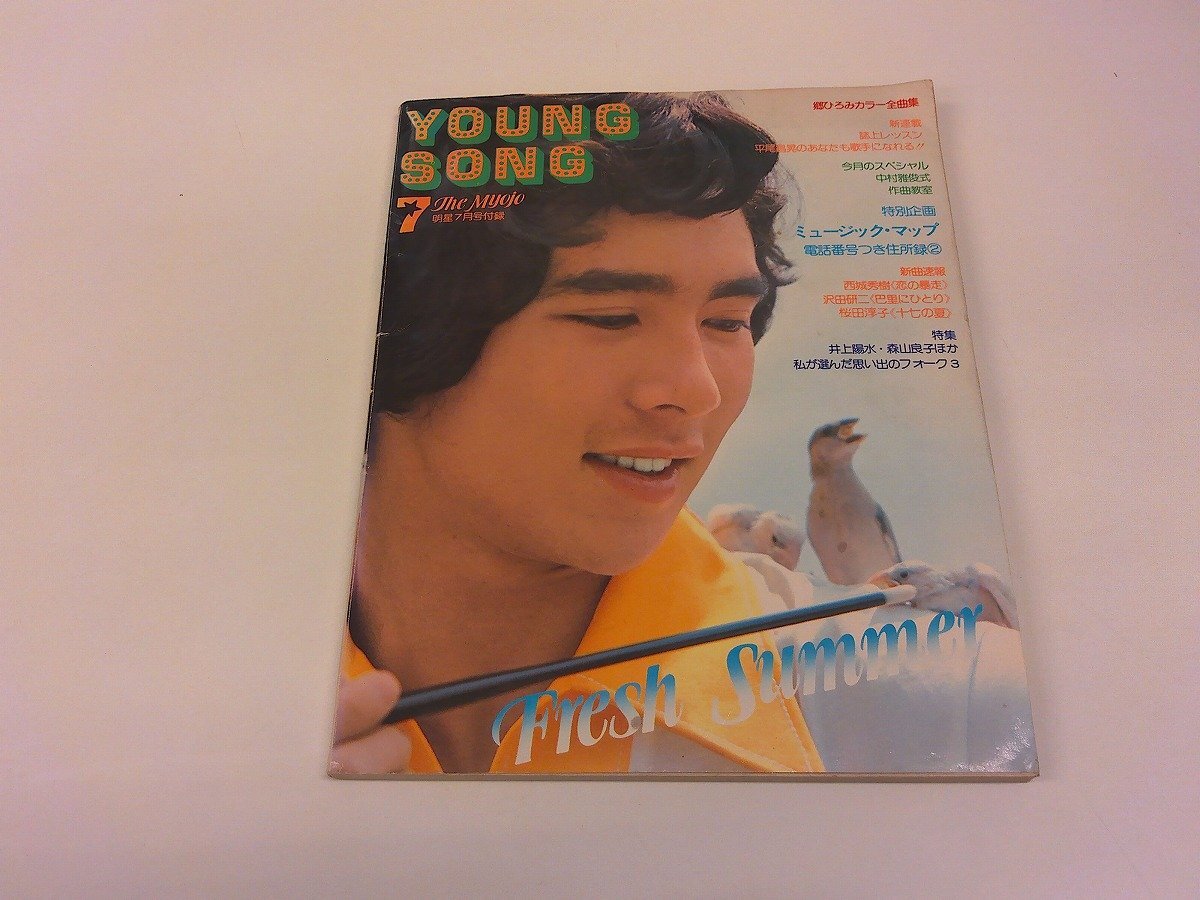 YOUNG
SONG
7 The Myojo
明星7月号付録
郷ひろみカラー全曲集
新連載
誌上レッスン
平尾昌晃のあなたも歌手になれる!!
今月のスペシャル
中村雅俊式
作曲教室
特別企画
ミュージック・マップ
電話番号つき住所録②
新曲速報
西城秀樹〈恋の暴走〉
沢田研二〈巴里にひとり〉
桜田淳子〈十七の夏〉
特集
井上陽水・森山良子ほか
私が選んだ思い出のフォーク3
Fresh Summer